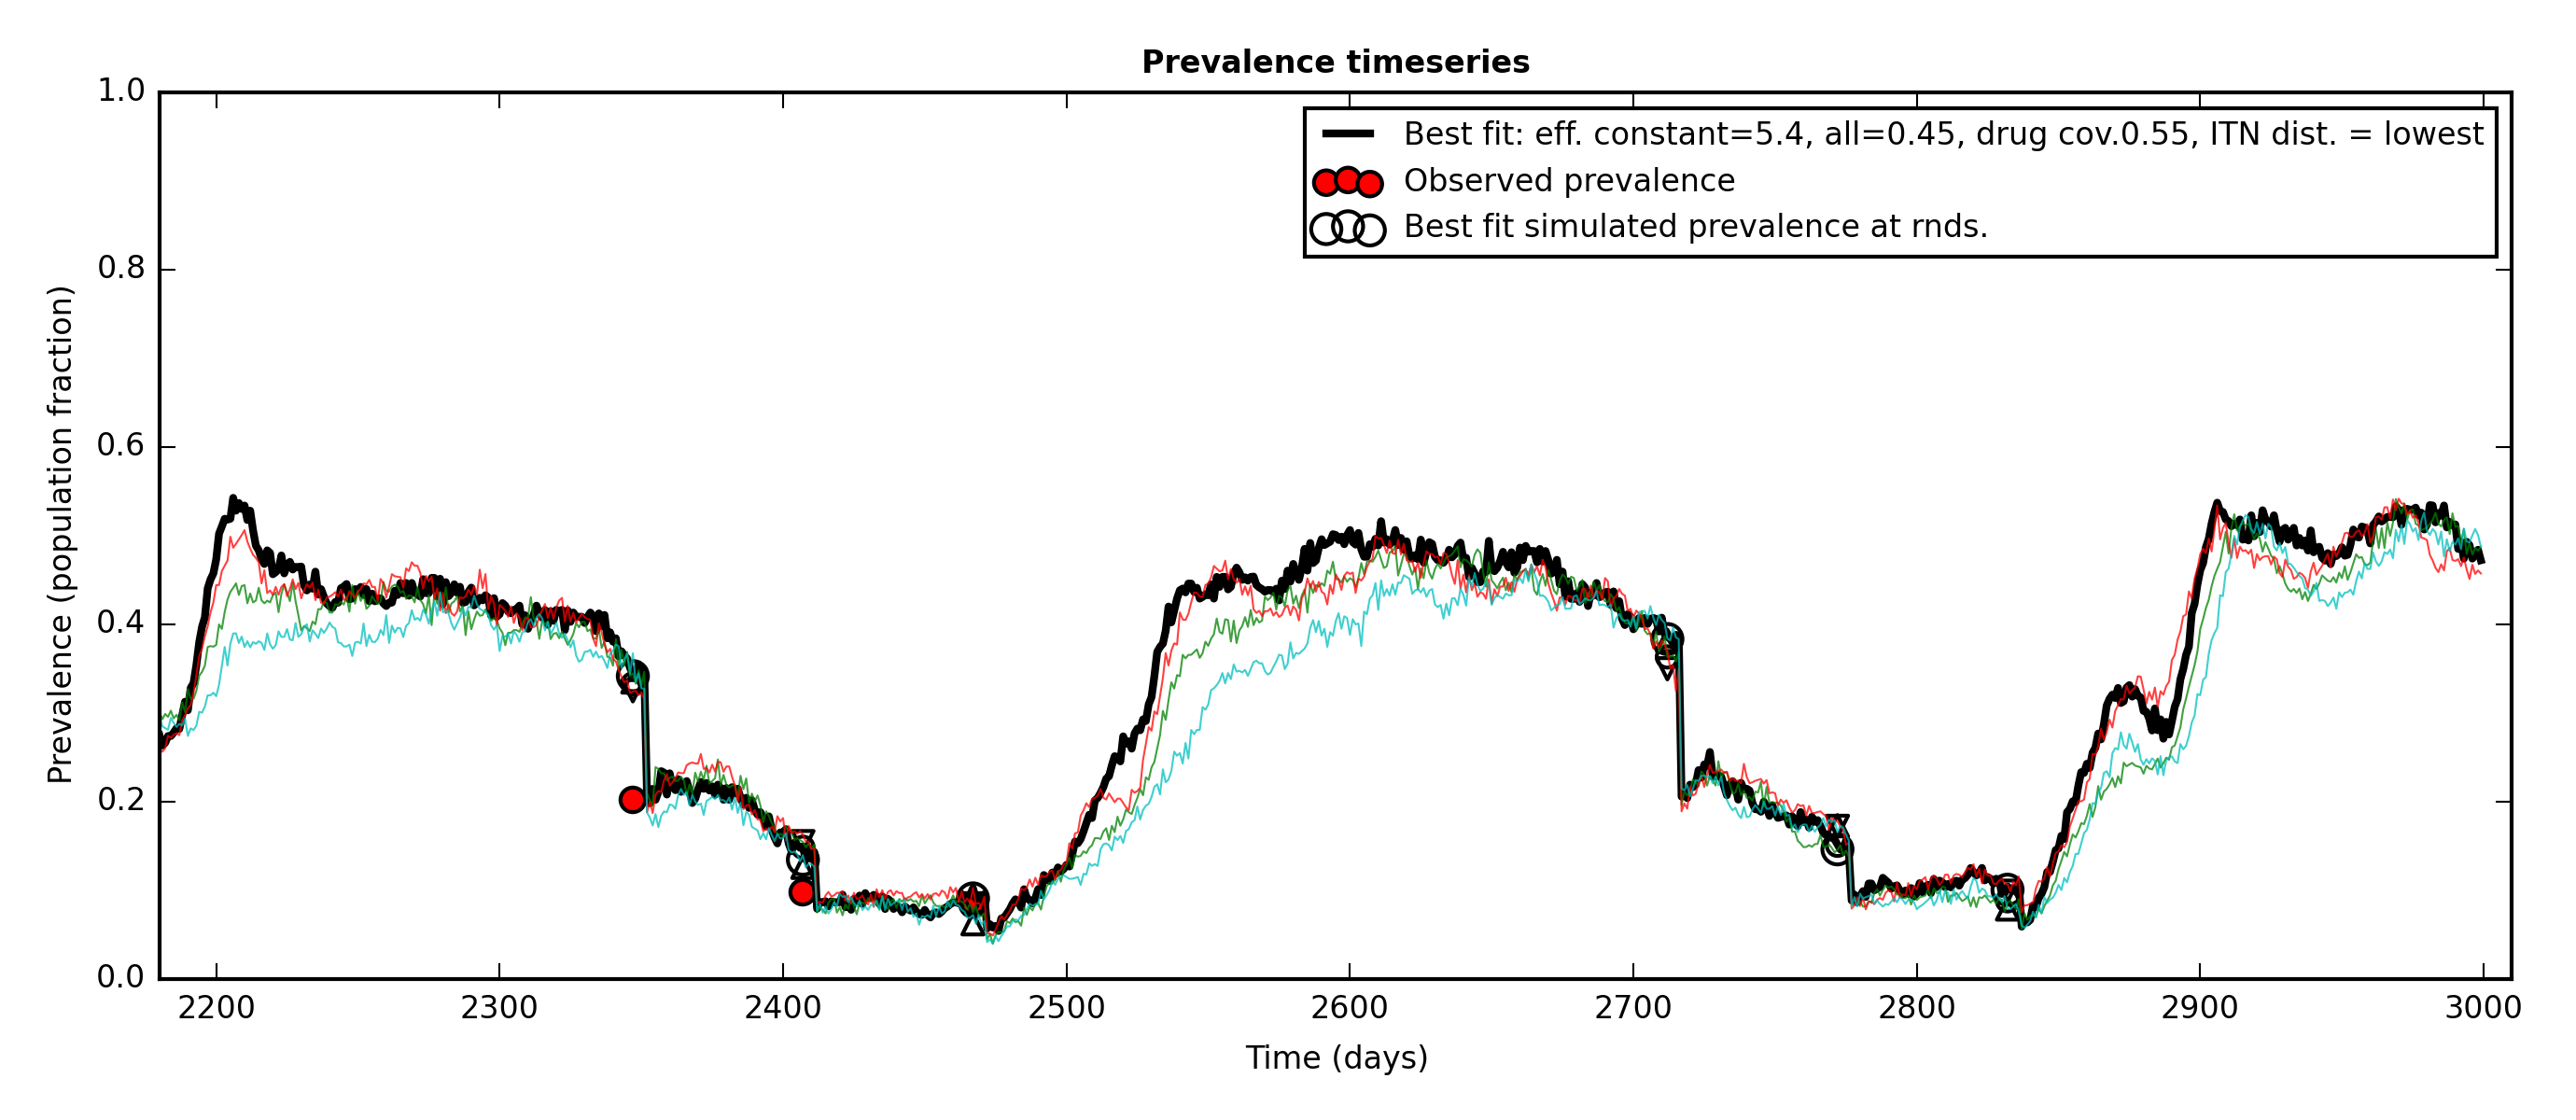 Prevalence timeseries
Best fit: eff. constant=5.4, all=0.45, drug cov.0.55, ITN dist. = lowest
Observed prevalence
Best fit simulated prevalence at rnds.
Prevalence (population fraction)
1.0
0.8
0.6
0.4
0.2
0.0
2200 2300 2400 2500 2600 2700 2800 2900 3000
Time (days)